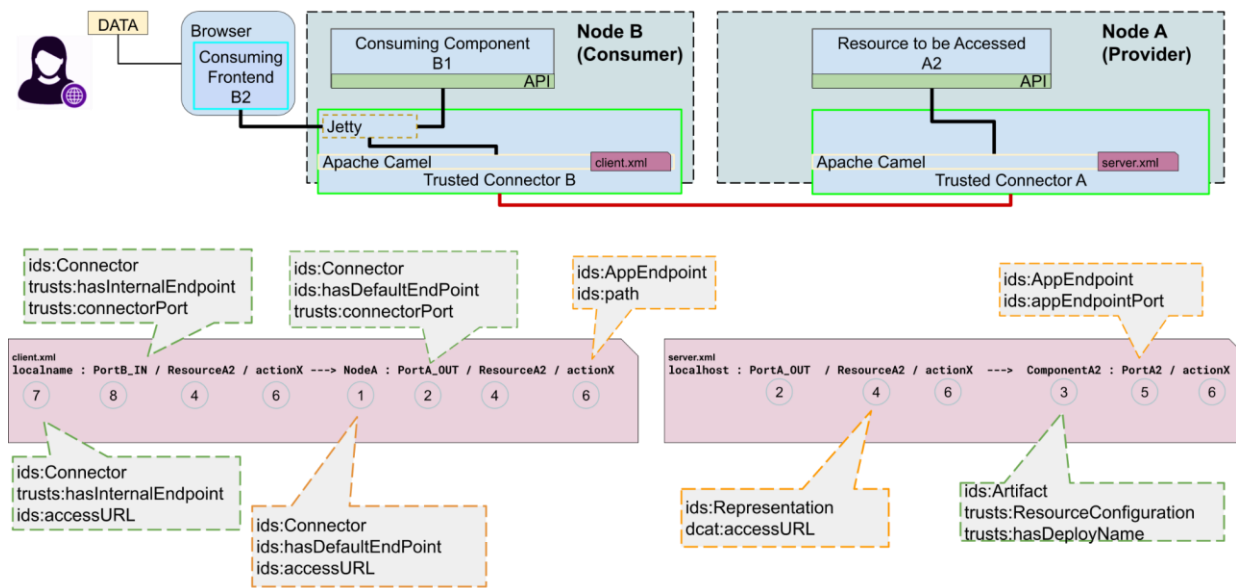 DATA
Browser
Consuming
Frontend
B2
Consuming Component
B1
API
Node B
(Consumer)
Resource to be Accessed
A2
API
Node A
(Provider)
Jetty
Apache Camel
client.xml
Trusted Connector B
Apache Camel
server.xml
Trusted Connector A
ids:Connector
trusts:hasInternalEndpoint
trusts:connectorPort
ids:Connector
ids:hasDefaultEndPoint
trusts:connectorPort
ids:AppEndpoint
ids:path
ids:AppEndpoint
ids:appEndpointPort
client.xml
localname : PortB_IN / ResourceA2 / actionX ---> NodeA : PortA_OUT / ResourceA2 / actionX
7 8 4 6 1 2 4 6
server.xml
localhost : PortA_OUT / ResourceA2 / actionX ---> ComponentA2 : PortA2 / actionX
2 4 6 3 5 6
ids:Connector
trusts:hasInternalEndpoint
ids:accessURL
ids:Connector
ids:hasDefaultEndPoint
ids:accessURL
ids:Representation
dcat:accessURL
ids:Artifact
trusts:ResourceConfiguration
trusts:hasDeployName